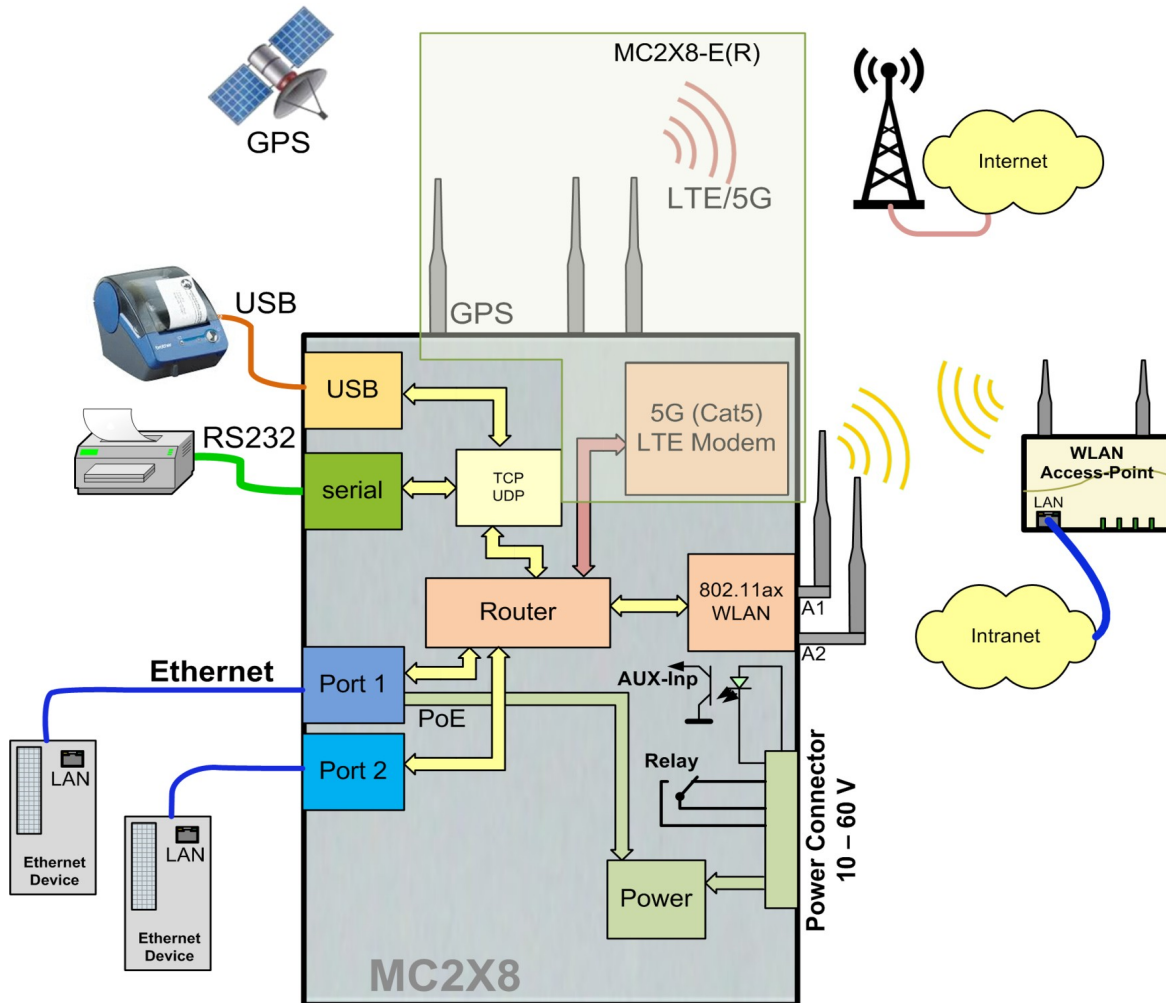 MC2X8-E(R)
GPS
LTE/5G
Internet
USB
GPS
USB
5G (Cat5)
LTE Modem
RS232
serial
TCP
UDP
WLAN
Access-Point
LAN
Router
802.11ax
WLAN
A1
A2
Intranet
Ethernet
Port 1
PoE
AUX-Inp
Port 2
Relay
Power Connector
10 – 60 V
LAN
Ethernet
Device
LAN
Ethernet
Device
Power
MC2X8